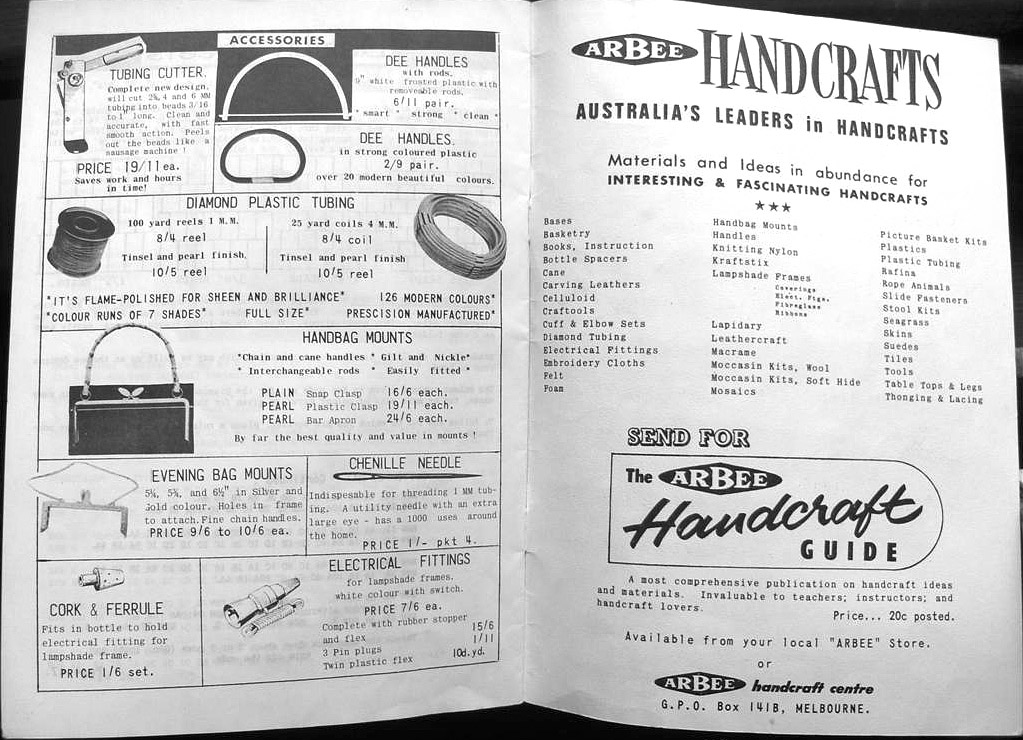 ACCESSORIES
TUBING CUTTER.
Complete new design.
will cut 2¾,4 and 6 MM
tubing into beads 3/16
to 1" long. Clean and
accurate, with fast
smooth action. Peels
out the beads like a
sausage machine !
PRICE 19/11 ea.
Saves work and hours
in time!
DEE HANDLES
with rods.
9" white frosted plastic with
removeable rods.
6/11 pair.
"smart " strong " clean "
DEE HANDLES.
in strong coloured plastic
2/9 pair.
over 20 modern beautiful colours.
DIAMOND PLASTIC TUBING
100 yard reels 1 M.M.
8/4 reel
Tinsel and pearl finish.
10/5 reel
25 yard coils 4 M.M.
8/4 coil
Tinsel and pearl finish
10/5 reel
"IT'S FLAME-POLISHED FOR SHEEN AND BRILLIANCE" 126 MODERN COLOURS"
"COLOUR RUNS OF 7 SHADES" FULL SIZE" PRESCISION MANUFACTURED"
HANDBAG MOUNTS
"Chain and cane handles " Gilt and Nickle"
" Interchangeable rods " Easily fitted "
PLAIN Snap Clasp 16/6 each.
PEARL Plastic Clasp 19/11 each.
PEARL Bar Apron 24/6 each.
By far the best quality and value in mounts !
EVENING BAG MOUNTS
5¼, 5¾, and 6½" in Silver and
Gold colour. Holes in frame
to attach. Fine chain handles.
PRICE 9/6 to 10/6 ea.
CHENILLE NEEDLE
Indispesable for threading 1 MM tub-
ing. A utility needle with an extra
large eye - has a 1000 uses around
the home.
PRICE 1/- pkt 4.
CORK & FERRULE
Fits in bottle to hold
electrical fitting for
lampshade frame.
PRICE 1/6 set.
ELECTRICAL FITTINGS
for lampshade frames.
white colour with switch.
PRICE 7/6 ea.
Complete with rubber stopper
and flex 15/6
3 Pin plugs 1/11
Twin plastic flex 10d.yd.
ARBEE HANDCRAFTS
AUSTRALIA'S LEADERS in HANDCRAFTS
Materials and Ideas in abundance for
INTERESTING & FASCINATING HANDCRAFTS
★★★
Bases
Basketry
Books, Instruction
Bottle Spacers
Cane
Carving Leathers
Celluloid
Craftools
Cuff & Elbow Sets
Diamond Tubing
Electrical Fittings
Embroidery Cloths
Felt
Foam
Handbag Mounts
Handles
Knitting Nylon
Kraftstix
Lampshade Frames
Coverings
Elect. Ftgs.
Fibreglass
Ribbons
Lapidary
Leathercraft
Macrame
Moccasin Kits, Wool
Moccasin Kits, Soft Hide
Mosaics
Picture Basket Kits
Plastics
Plastic Tubing
Rafina
Rope Animals
Slide Fasteners
Stool Kits
Seagrass
Skins
Suedes
Tiles
Tools
Table Tops & Legs
Thonging & Lacing
SEND FOR
The ARBEE
Handcraft
GUIDE
A most comprehensive publication on handcraft ideas
and materials. Invaluable to teachers; instructors; and
handcraft lovers.
Price... 20c posted.
Available from your local "ARBEE" Store.
or
ARBEE handcraft centre
G.P.O. Box 141B, MELBOURNE.